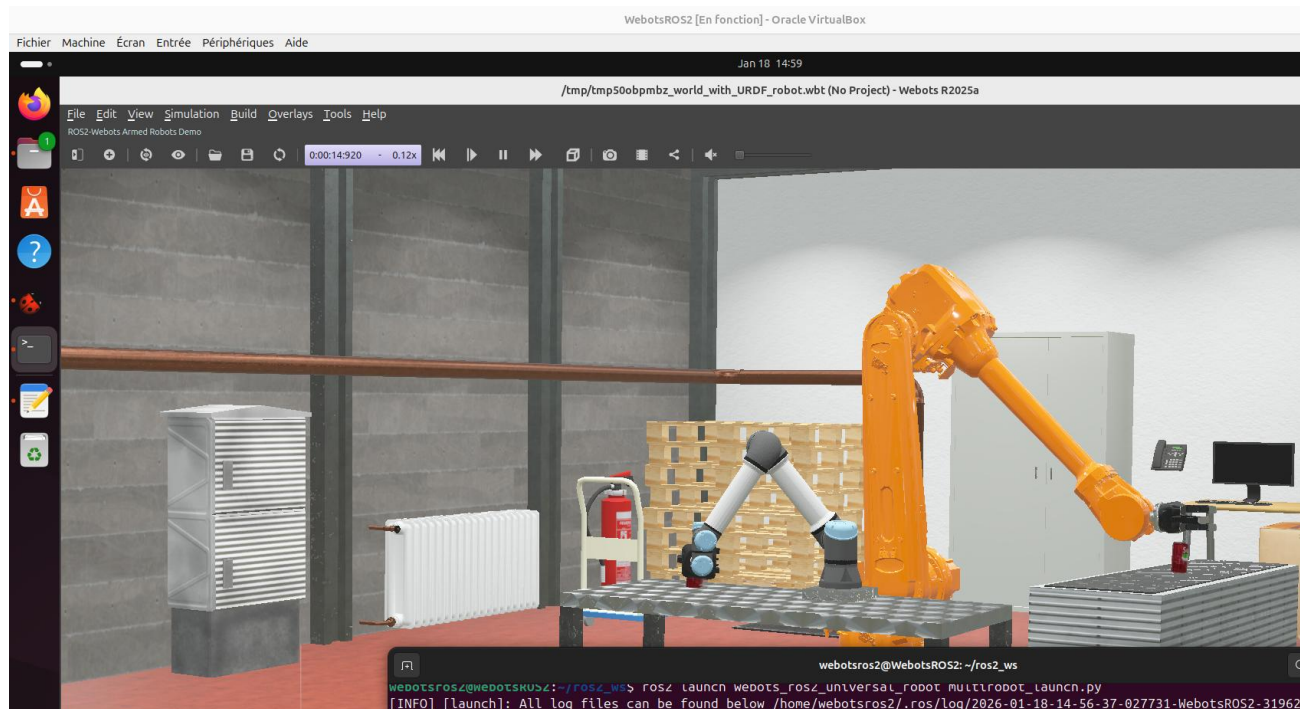 WebotsROS2 [En fonction] - Oracle VirtualBox
Fichier Machine Écran Entrée Périphériques Aide
Jan 18 14:59
/tmp/tmp50obpmbz_world_with_URDF_robot.wbt (No Project) - Webots R2025a
File Edit View Simulation Build Overlays Tools Help
ROS2-Webots Armed Robots Demo
0:00:14:920 - 0.12x
1
webotsros2@WebotsROS2: ~/ros2_ws
webotsros2@WebotsROS2:~/ros2_ws$ ros2 launch webots_ros2_universal_robot multirobot_launch.py
[INFO] [launch]: All log files can be found below /home/webotsros2/.ros/log/2026-01-18-14-56-37-027731-WebotsROS2-31962